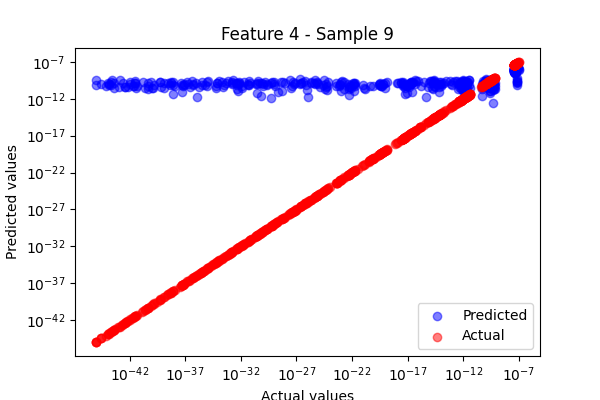 Feature 4 - Sample 9
Predicted values
10⁻⁷
10⁻¹²
10⁻¹⁷
10⁻²²
10⁻²⁷
10⁻³²
10⁻³⁷
10⁻⁴²
Predicted
Actual
10⁻⁴² 10⁻³⁷ 10⁻³² 10⁻²⁷ 10⁻²² 10⁻¹⁷ 10⁻¹² 10⁻⁷
Actual values